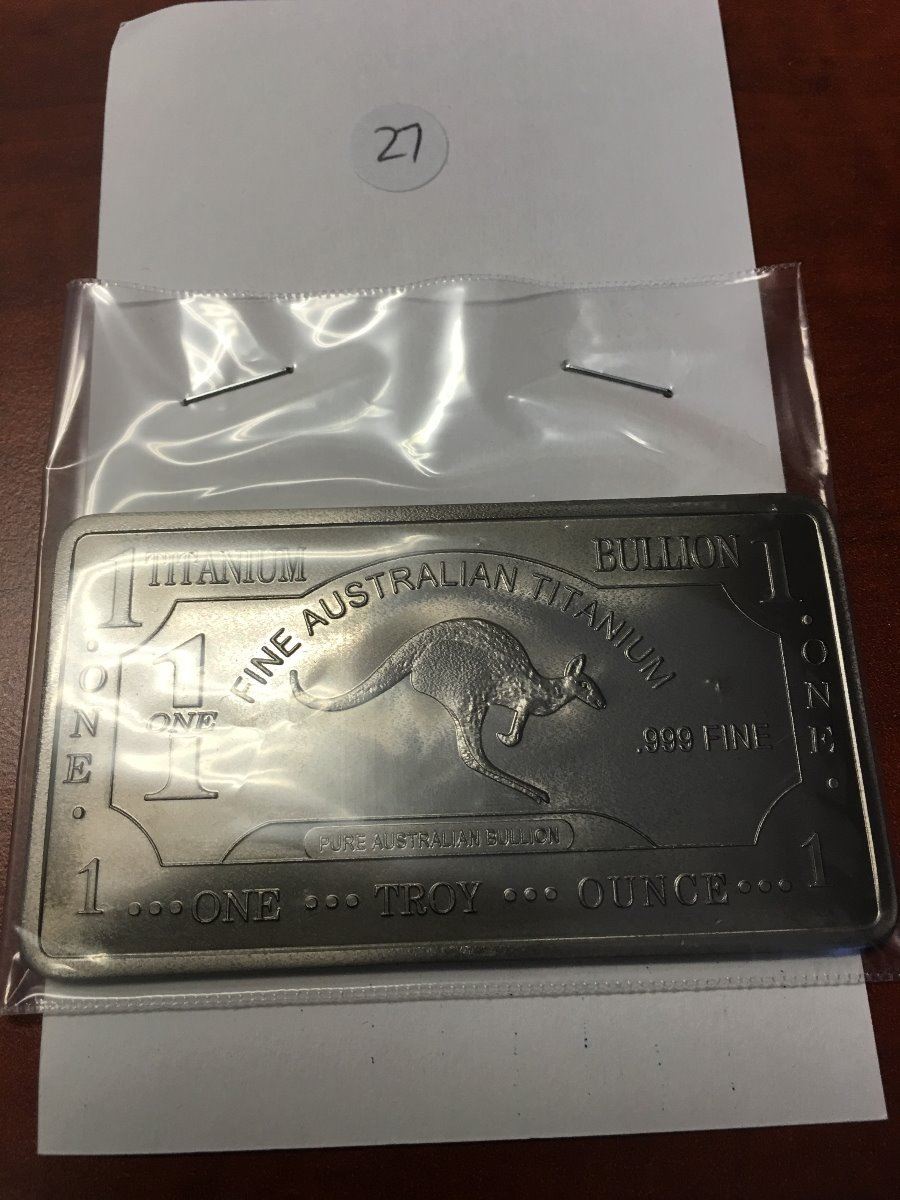 27
1 TITANIUM BULLION 1
FINE AUSTRALIAN TITANIUM
· ONE ·
1
ONE
· ONE ·
.999 FINE
PURE AUSTRALIAN BULLION
1 ··· ONE ··· TROY ··· OUNCE ··· 1